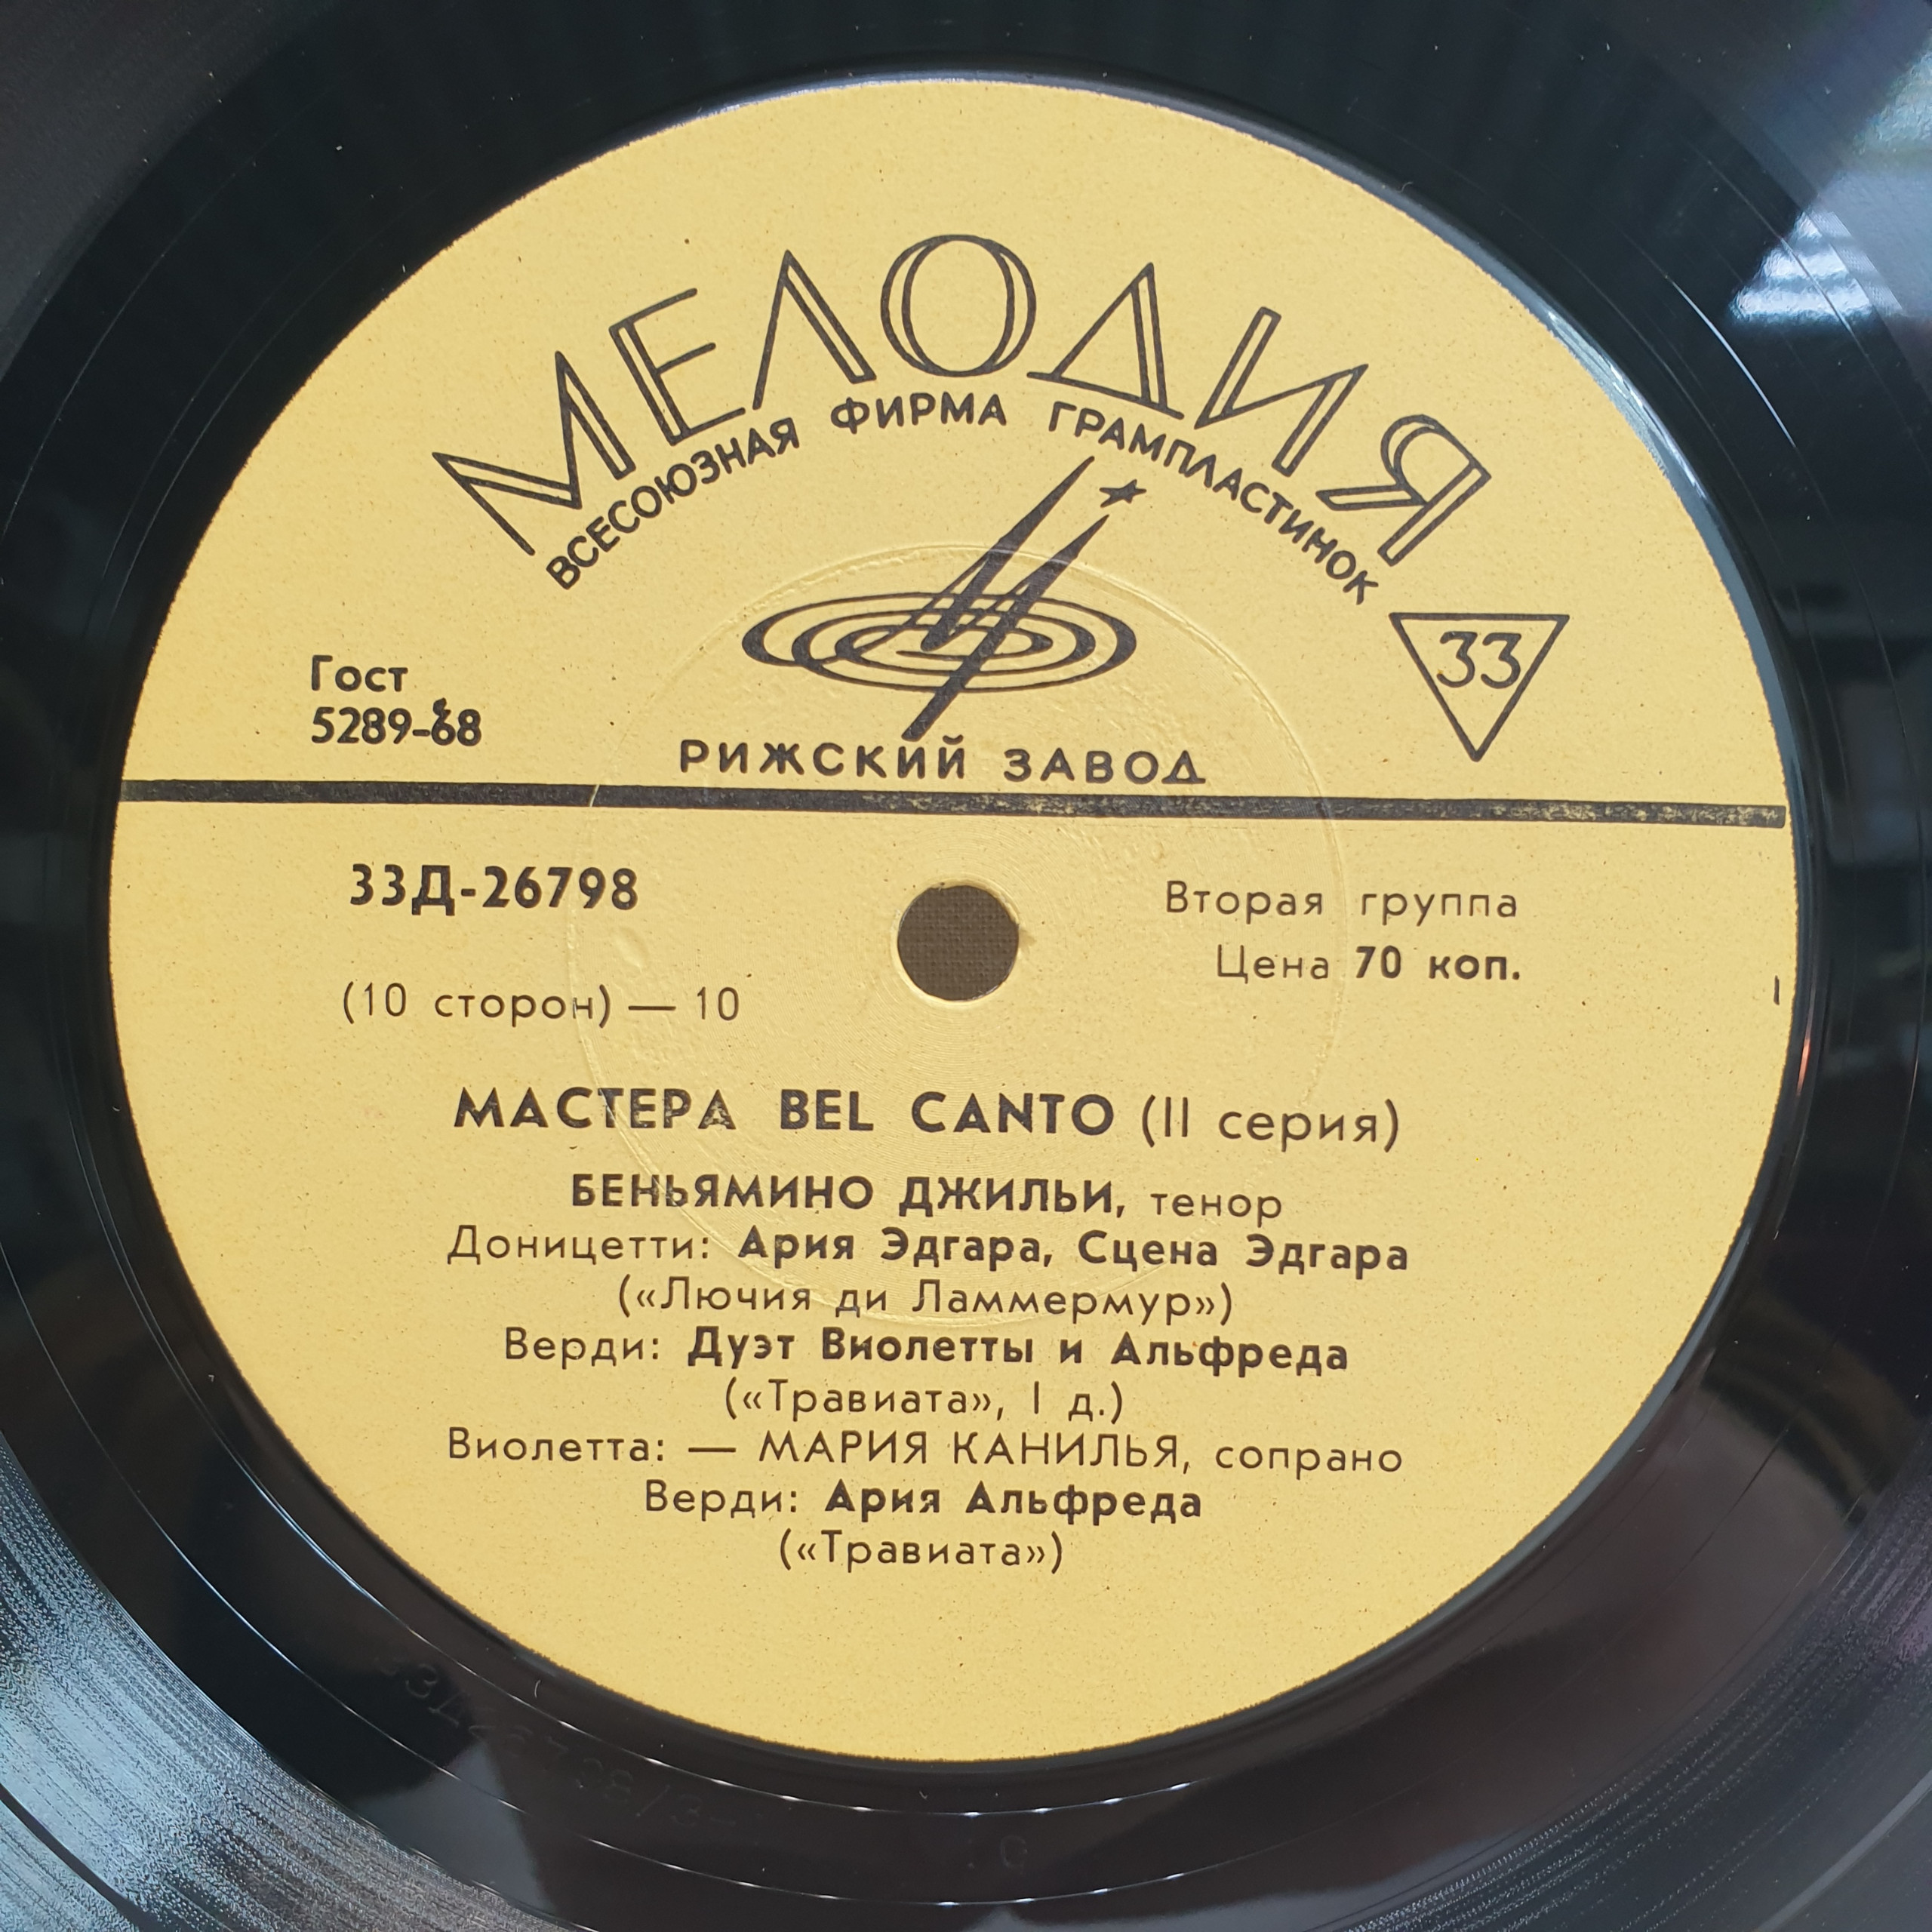 МЕЛОДИЯ
ВСЕСОЮЗНАЯ ФИРМА ГРАМПЛАСТИНОК
33
Гост
5289-68
РИЖСКИЙ ЗАВОД
33Д-26798
Вторая группа
Цена 70 коп.
(10 сторон) — 10
МАСТЕРА BEL CANTO (II серия)
БЕНЬЯМИНО ДЖИЛЬИ, тенор
Доницетти: Ария Эдгара, Сцена Эдгара
(«Лючия ди Ламмермур»)
Верди: Дуэт Виолетты и Альфреда
(«Травиата», I д.)
Виолетта: — МАРИЯ КАНИЛЬЯ, сопрано
Верди: Ария Альфреда
(«Травиата»)